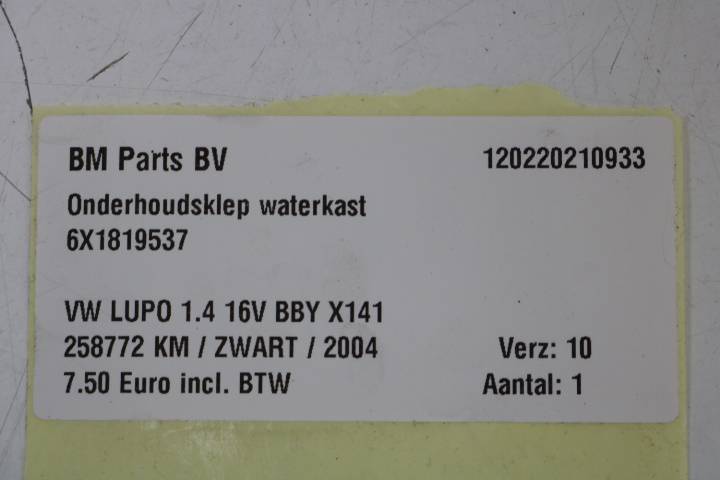 BM Parts BV 120220210933
Onderhoudsklep waterkast
6X1819537
VW LUPO 1.4 16V BBY X141
258772 KM / ZWART / 2004 Verz: 10
7.50 Euro incl. BTW Aantal: 1